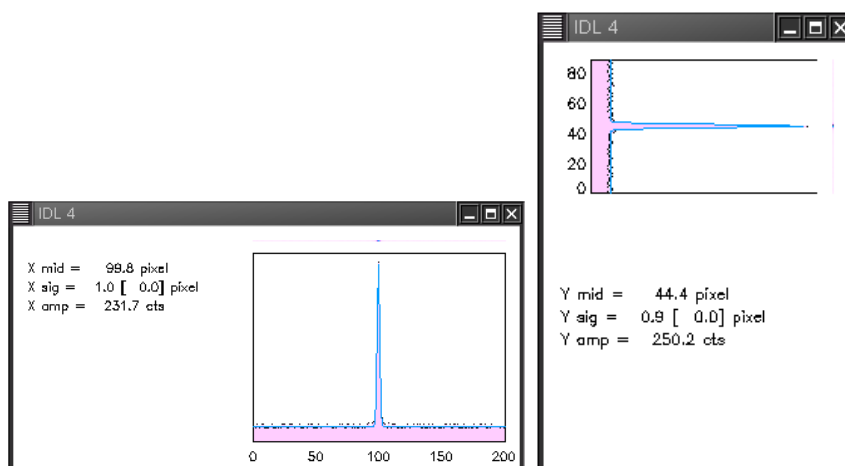 IDL 4
X mid = 99.8 pixel
X sig = 1.0 [ 0.0] pixel
X amp = 231.7 cts
0 50 100 150 200
IDL 4
80
60
40
20
0
Y mid = 44.4 pixel
Y sig = 0.9 [ 0.0] pixel
Y amp = 250.2 cts